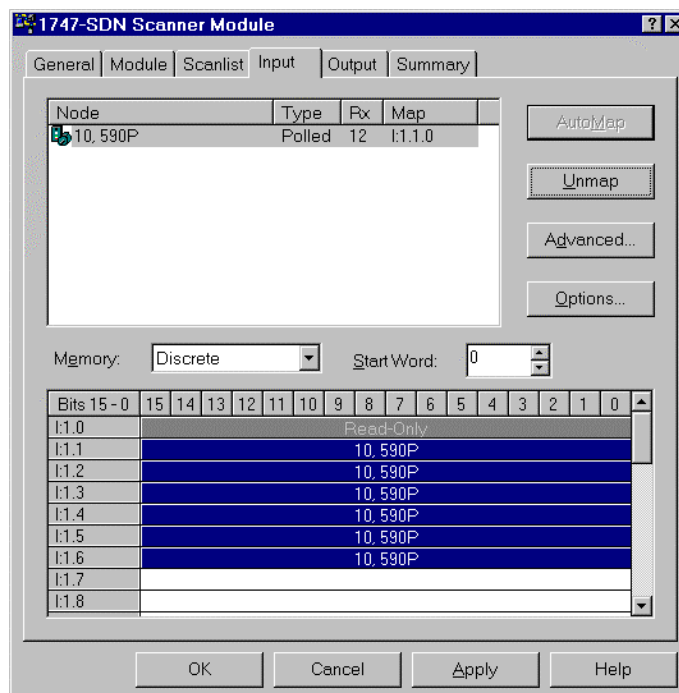 1747-SDN Scanner Module
General Module Scanlist Input Output Summary
Node Type Rx Map
10, 590P Polled 12 I:1.1.0
AutoMap
Unmap
Advanced...
Options...
Memory: Discrete Start Word: 0
Bits 15 - 0 15 14 13 12 11 10 9 8 7 6 5 4 3 2 1 0
I:1.0 Read-Only
I:1.1 10, 590P
I:1.2 10, 590P
I:1.3 10, 590P
I:1.4 10, 590P
I:1.5 10, 590P
I:1.6 10, 590P
I:1.7
I:1.8
OK Cancel Apply Help